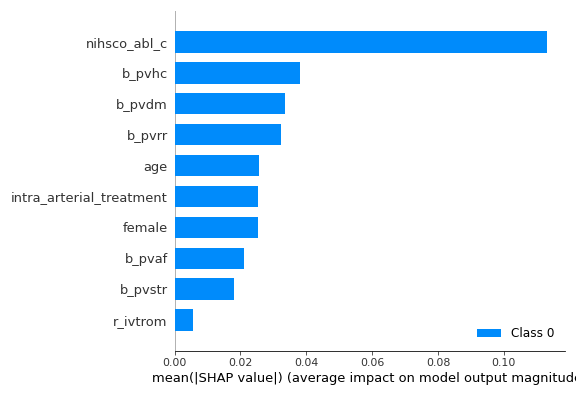 nihsco_abl_c
b_pvhc
b_pvdm
b_pvrr
age
intra_arterial_treatment
female
b_pvaf
b_pvstr
r_ivtrom
Class 0
0.00 0.02 0.04 0.06 0.08 0.10
mean(|SHAP value|) (average impact on model output magnitude